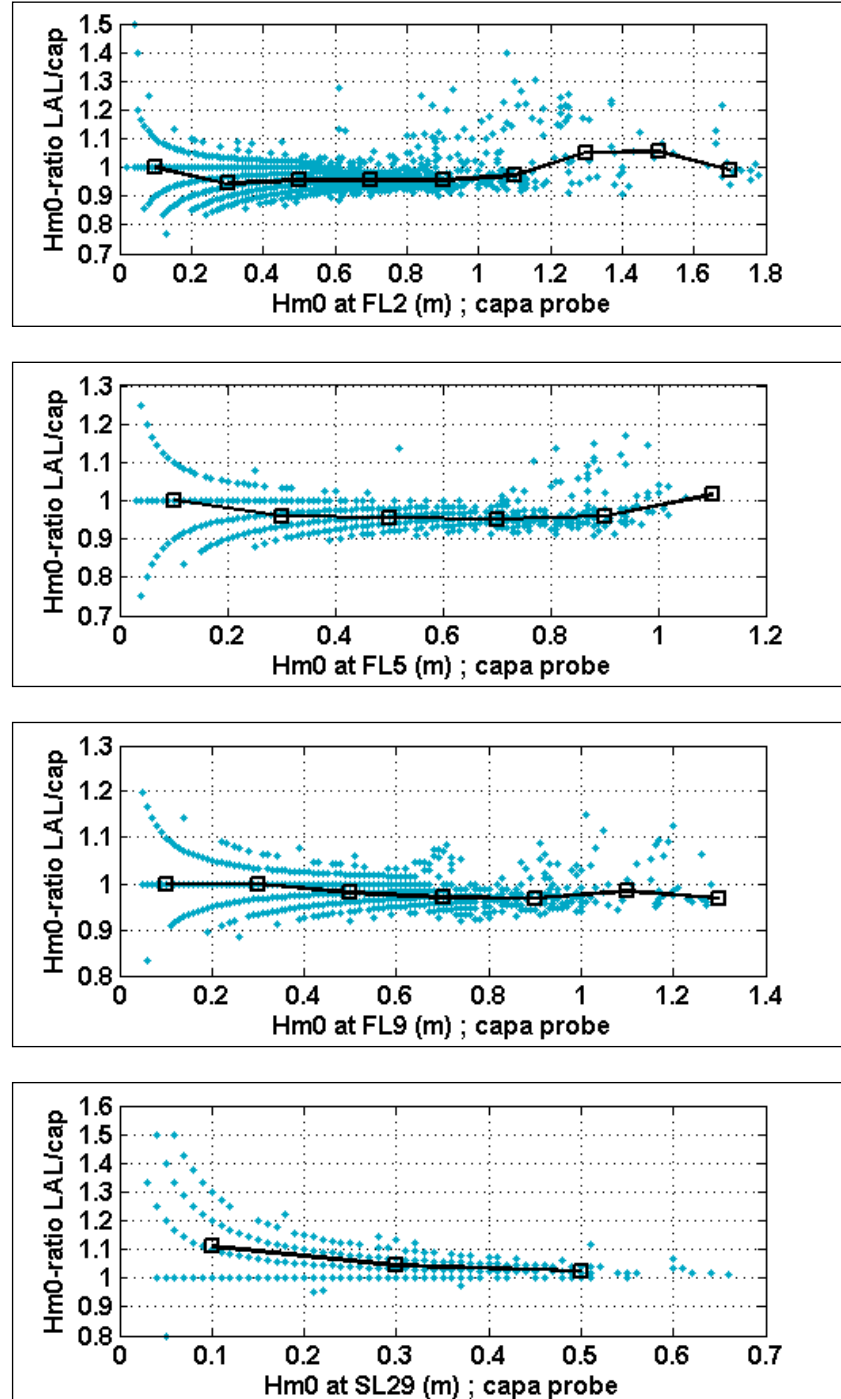 Hm0-ratio LAL/cap
1.5
1.4
1.3
1.2
1.1
1
0.9
0.8
0.7
0 0.2 0.4 0.6 0.8 1 1.2 1.4 1.6 1.8
Hm0 at FL2 (m) ; capa probe
Hm0-ratio LAL/cap
1.3
1.2
1.1
1
0.9
0.8
0.7
0 0.2 0.4 0.6 0.8 1 1.2
Hm0 at FL5 (m) ; capa probe
Hm0-ratio LAL/cap
1.3
1.2
1.1
1
0.9
0.8
0 0.2 0.4 0.6 0.8 1 1.2 1.4
Hm0 at FL9 (m) ; capa probe
Hm0-ratio LAL/cap
1.6
1.5
1.4
1.3
1.2
1.1
1
0.9
0.8
0 0.1 0.2 0.3 0.4 0.5 0.6 0.7
Hm0 at SL29 (m) ; capa probe